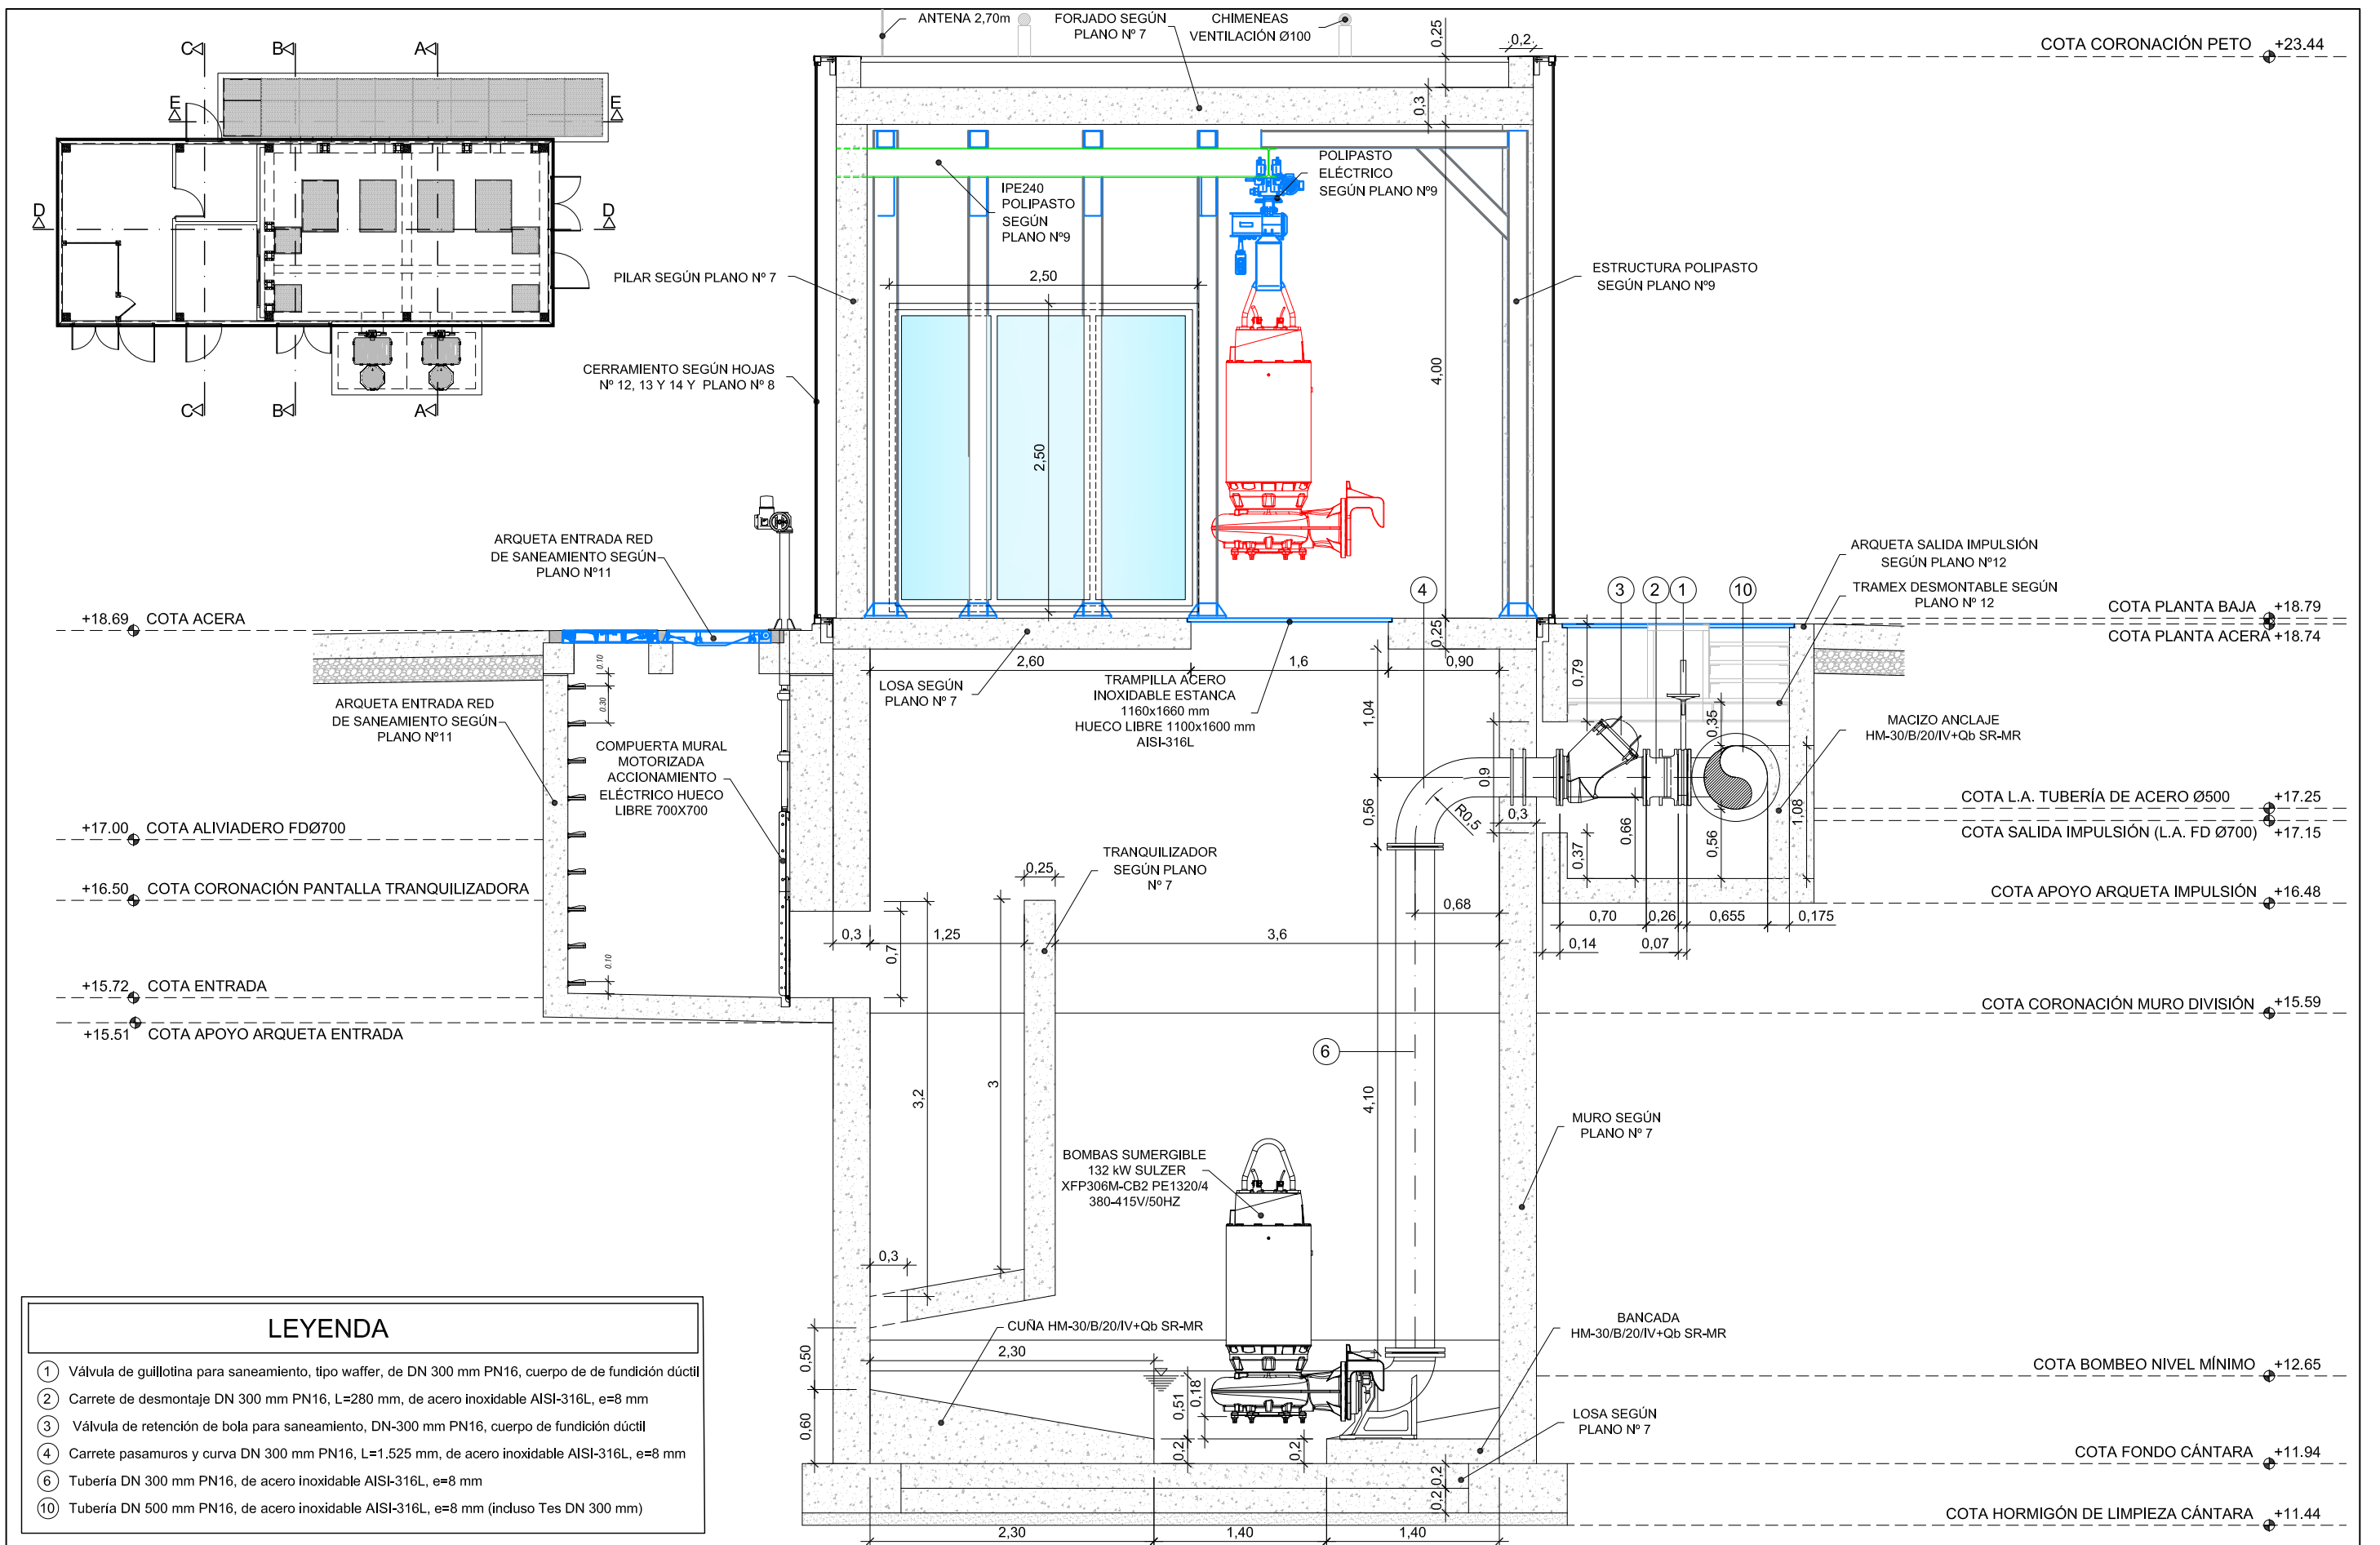 ANTENA 2,70m
FORJADO SEGÚN
PLANO Nº 7
CHIMENEAS
VENTILACIÓN Ø100
0,25
0,2
COTA CORONACIÓN PETO +23.44
C
B
A
E
E
D
D
C
B
A
0,3
IPE240
POLIPASTO
SEGÚN
PLANO Nº9
POLIPASTO
ELÉCTRICO
SEGÚN PLANO Nº9
PILAR SEGÚN PLANO Nº 7
2,50
ESTRUCTURA POLIPASTO
SEGÚN PLANO Nº9
CERRAMIENTO SEGÚN HOJAS
Nº 12, 13 Y 14 Y PLANO Nº 8
4,00
2,50
ARQUETA ENTRADA RED
DE SANEAMIENTO SEGÚN
PLANO Nº11
4
3
2
1
10
ARQUETA SALIDA IMPULSIÓN
SEGÚN PLANO Nº12
TRAMEX DESMONTABLE SEGÚN
PLANO Nº 12
+18.69 COTA ACERA
COTA PLANTA BAJA +18.79
COTA PLANTA ACERA +18.74
0,25
0.10
0.30
2,60
1,6
0,90
0,79
LOSA SEGÚN
PLANO Nº 7
TRAMPILLA ACERO
INOXIDABLE ESTANCA
1160x1660 mm
HUECO LIBRE 1100x1600 mm
AISI-316L
1,04
0,35
ARQUETA ENTRADA RED
DE SANEAMIENTO SEGÚN
PLANO Nº11
MACIZO ANCLAJE
HM-30/B/20/IV+Qb SR-MR
COMPUERTA MURAL
MOTORIZADA
ACCIONAMIENTO
ELÉCTRICO HUECO
LIBRE 700X700
0,56
R0,5
0,9
0,3
0,66
0,56
1,08
0,37
COTA L.A. TUBERÍA DE ACERO Ø500 +17.25
COTA SALIDA IMPULSIÓN (L.A. FD Ø700) +17.15
+17.00 COTA ALIVIADERO FDØ700
TRANQUILIZADOR
SEGÚN PLANO
Nº 7
0,25
+16.50 COTA CORONACIÓN PANTALLA TRANQUILIZADORA
COTA APOYO ARQUETA IMPULSIÓN +16.48
0,68
0,70
0,26
0,655
0,175
0,14
0,07
0,3
1,25
3,6
0,7
0.10
+15.72 COTA ENTRADA
COTA CORONACIÓN MURO DIVISIÓN +15.59
+15.51 COTA APOYO ARQUETA ENTRADA
6
3,2
3
4,10
MURO SEGÚN
PLANO Nº 7
BOMBAS SUMERGIBLE
132 kW SULZER
XFP306M-CB2 PE1320/4
380-415V/50HZ
0,3
CUÑA HM-30/B/20/IV+Qb SR-MR
BANCADA
HM-30/B/20/IV+Qb SR-MR
2,30
0,50
0,60
0,51
0,18
0,2
0,2
COTA BOMBEO NIVEL MÍNIMO +12.65
LOSA SEGÚN
PLANO Nº 7
COTA FONDO CÁNTARA +11.94
0,2
0,2
COTA HORMIGÓN DE LIMPIEZA CÁNTARA +11.44
2,30
1,40
1,40
LEYENDA
1 Válvula de guillotina para saneamiento, tipo waffer, de DN 300 mm PN16, cuerpo de de fundición dúctil
2 Carrete de desmontaje DN 300 mm PN16, L=280 mm, de acero inoxidable AISI-316L, e=8 mm
3 Válvula de retención de bola para saneamiento, DN-300 mm PN16, cuerpo de fundición dúctil
4 Carrete pasamuros y curva DN 300 mm PN16, L=1.525 mm, de acero inoxidable AISI-316L, e=8 mm
6 Tubería DN 300 mm PN16, de acero inoxidable AISI-316L, e=8 mm
10 Tubería DN 500 mm PN16, de acero inoxidable AISI-316L, e=8 mm (incluso Tes DN 300 mm)